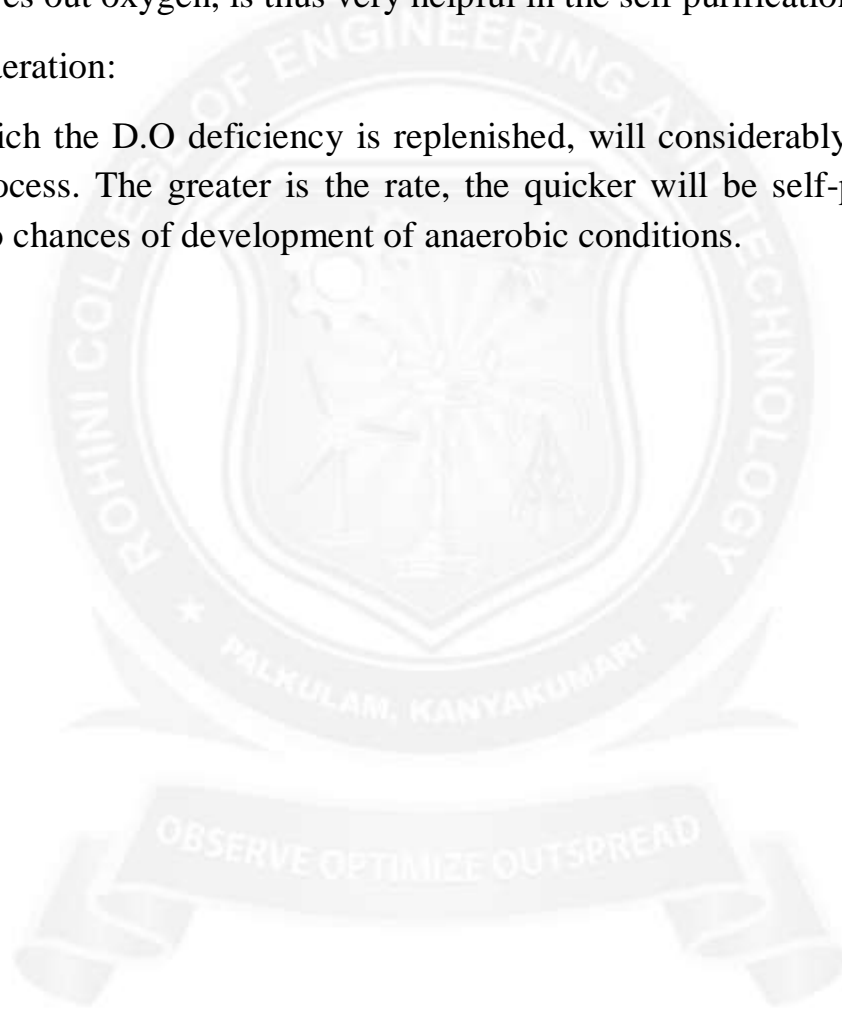 es out oxygen, is thus very helpful in the self purification
eration:
ich the D.O deficiency is replenished, will considerably
ocess. The greater is the rate, the quicker will be self-p
o chances of development of anaerobic conditions.
ROHINI COLLEGE OF ENGINEERING AND TECHNOLOGY
PALKULAM, KANYAKUMARI
OBSERVE OPTIMIZE OUTSPREAD